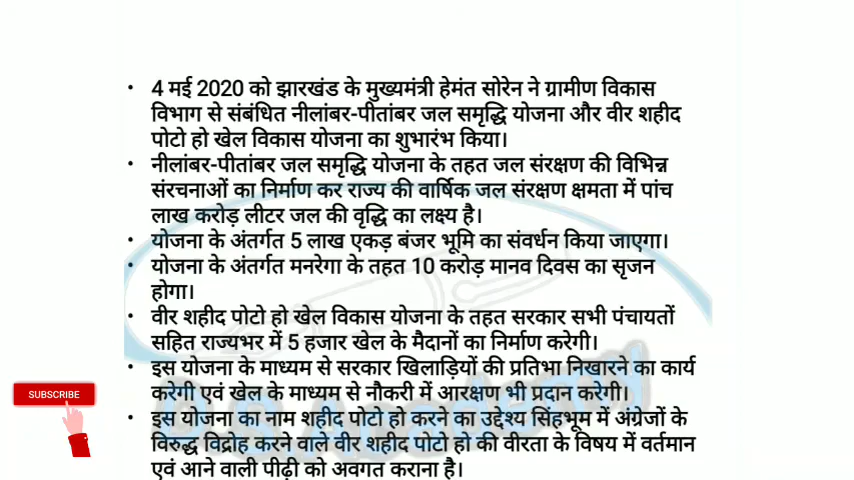 • 4 मई 2020 को झारखंड के मुख्यमंत्री हेमंत सोरेन ने ग्रामीण विकास
विभाग से संबंधित नीलांबर-पीतांबर जल समृद्धि योजना और वीर शहीद
पोटो हो खेल विकास योजना का शुभारंभ किया।
• नीलांबर-पीतांबर जल समृद्धि योजना के तहत जल संरक्षण की विभिन्न
संरचनाओं का निर्माण कर राज्य की वार्षिक जल संरक्षण क्षमता में पांच
लाख करोड़ लीटर जल की वृद्धि का लक्ष्य है।
• योजना के अंतर्गत 5 लाख एकड़ बंजर भूमि का संवर्धन किया जाएगा।
• योजना के अंतर्गत मनरेगा के तहत 10 करोड़ मानव दिवस का सृजन
होगा।
• वीर शहीद पोटो हो खेल विकास योजना के तहत सरकार सभी पंचायतों
सहित राज्यभर में 5 हजार खेल के मैदानों का निर्माण करेगी।
• इस योजना के माध्यम से सरकार खिलाड़ियों की प्रतिभा निखारने का कार्य
करेगी एवं खेल के माध्यम से नौकरी में आरक्षण भी प्रदान करेगी।
SUBSCRIBE
• इस योजना का नाम शहीद पोटो हो करने का उद्देश्य सिंहभूम में अंग्रेजों के
विरुद्ध विद्रोह करने वाले वीर शहीद पोटो हो की वीरता के विषय में वर्तमान
एवं आने वाली पीढ़ी को अवगत कराना है।
S Academy